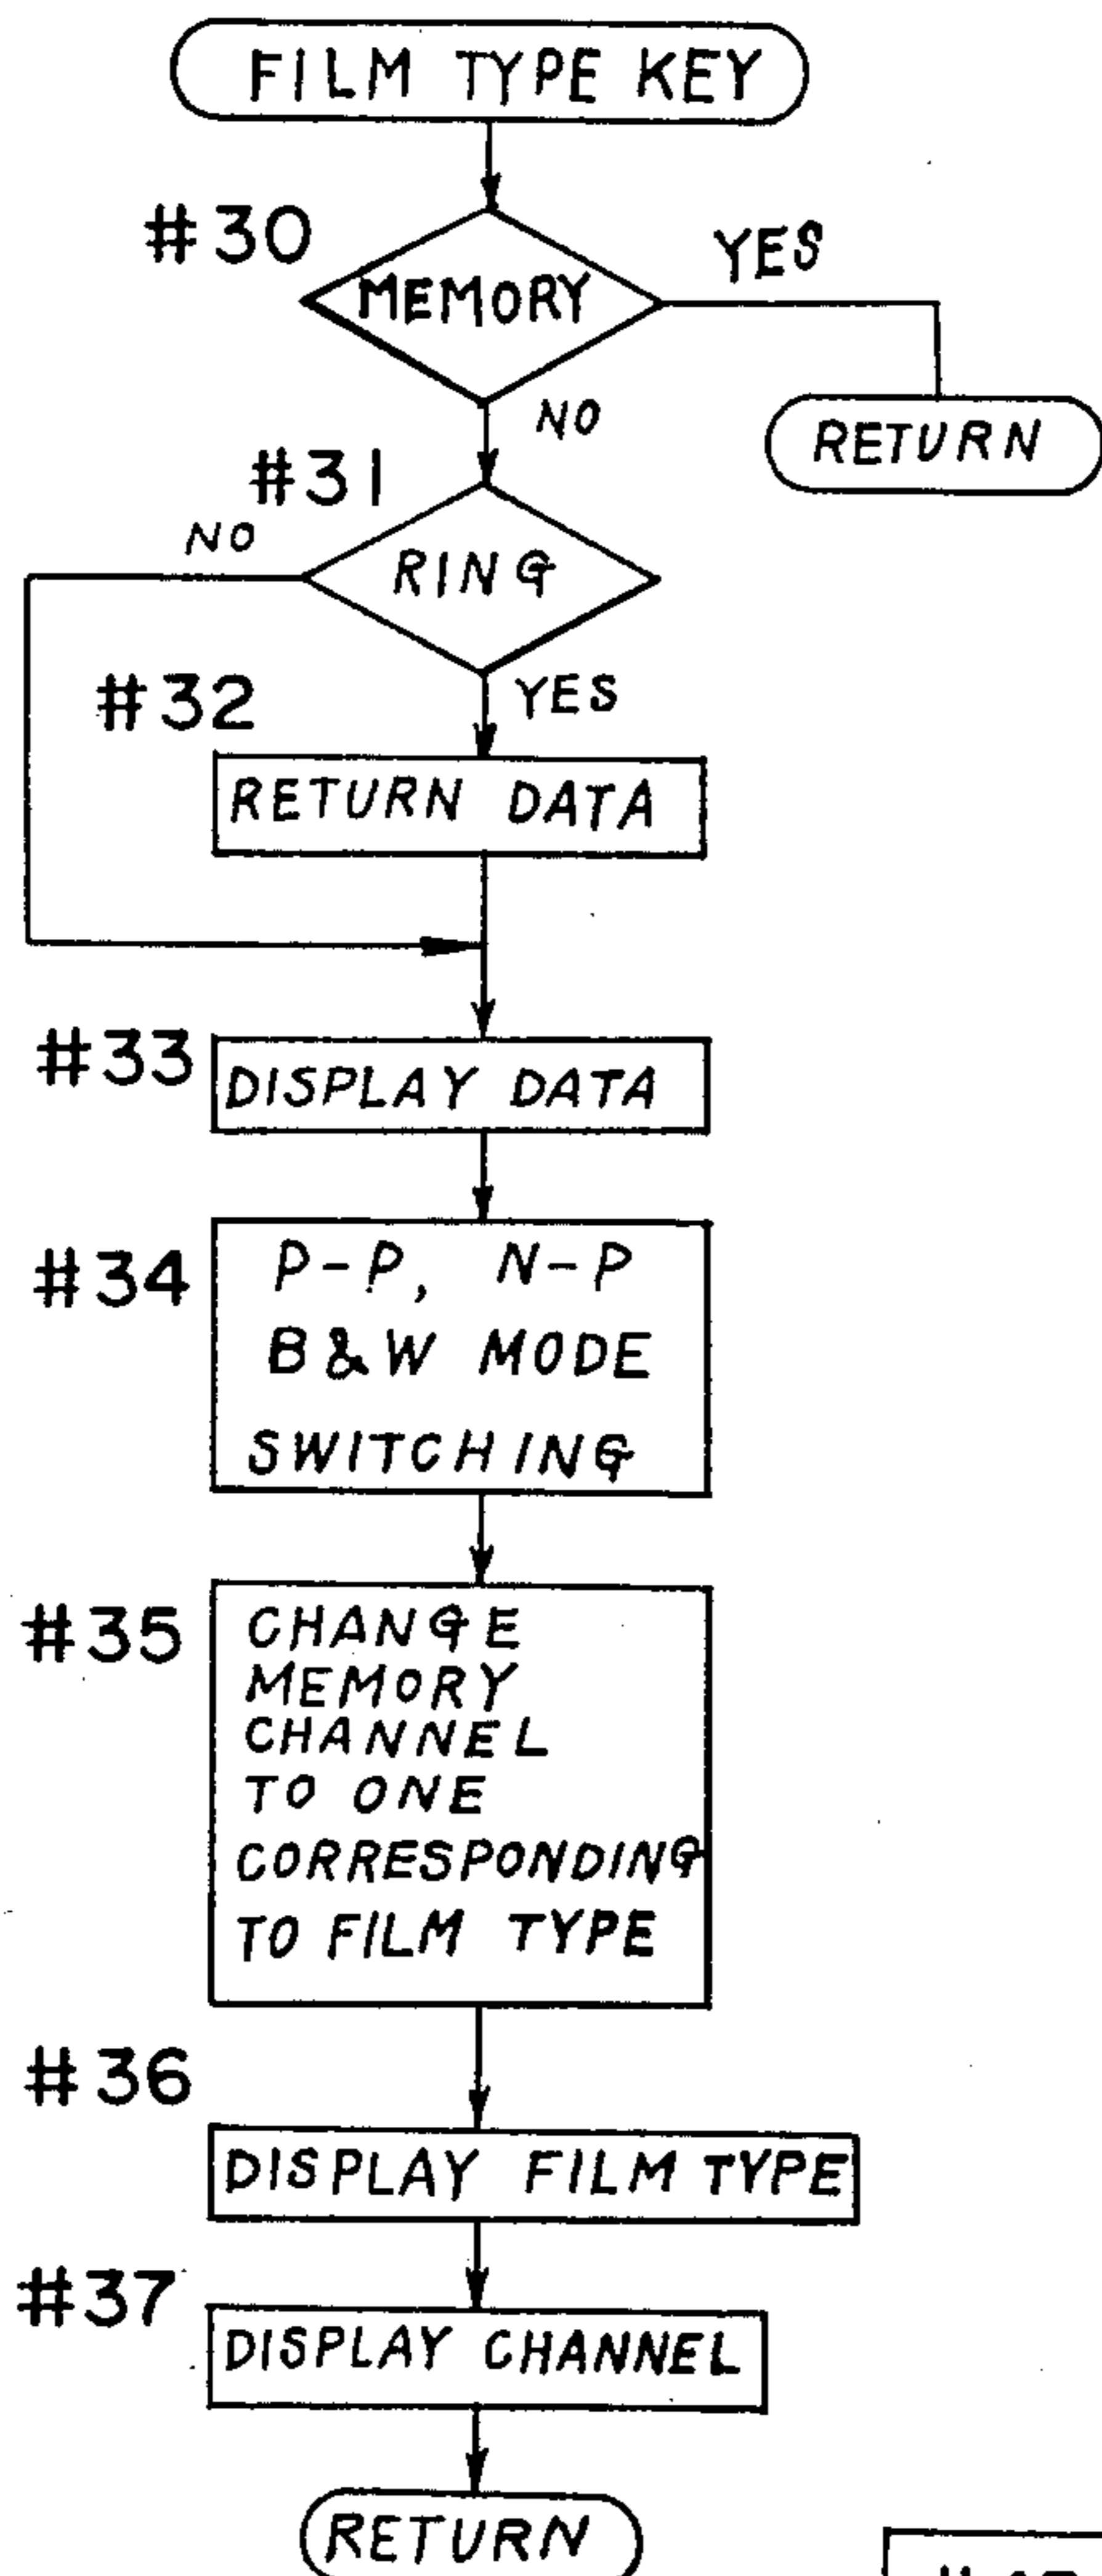 FILM TYPE KEY
#30
MEMORY
YES
RETURN
NO
#31
NO
RING
#32
YES
RETURN DATA
#33
DISPLAY DATA
#34
P-P, N-P
B&W MODE
SWITCHING
#35
CHANGE
MEMORY
CHANNEL
TO ONE
CORRESPONDING
TO FILM TYPE
#36
DISPLAY FILM TYPE
#37
DISPLAY CHANNEL
RETURN